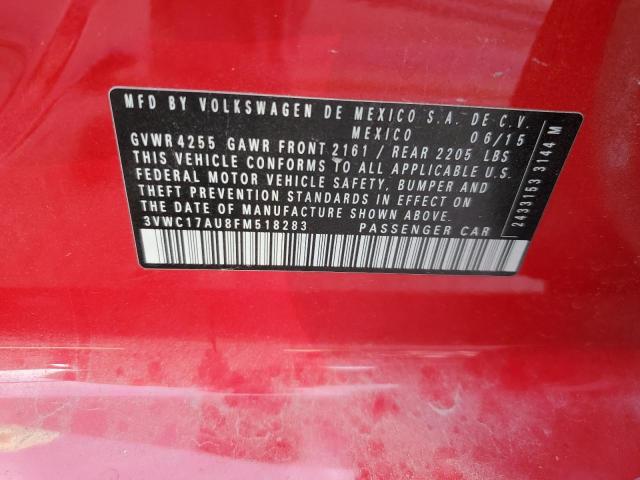 MFD BY VOLKSWAGEN DE MEXICO S.A. DE C.V.
MEXICO 06/15
GVWR 4255 GAWR FRONT 2161 / REAR 2205 LBS
THIS VEHICLE CONFORMS TO ALL APPLICABLE U.S.
FEDERAL MOTOR VEHICLE SAFETY, BUMPER AND
THEFT PREVENTION STANDARDS IN EFFECT ON
THE DATE OF MANUFACTURE SHOWN ABOVE.
3VWC17AU8FM518283 PASSENGER CAR
2433153 3144 M